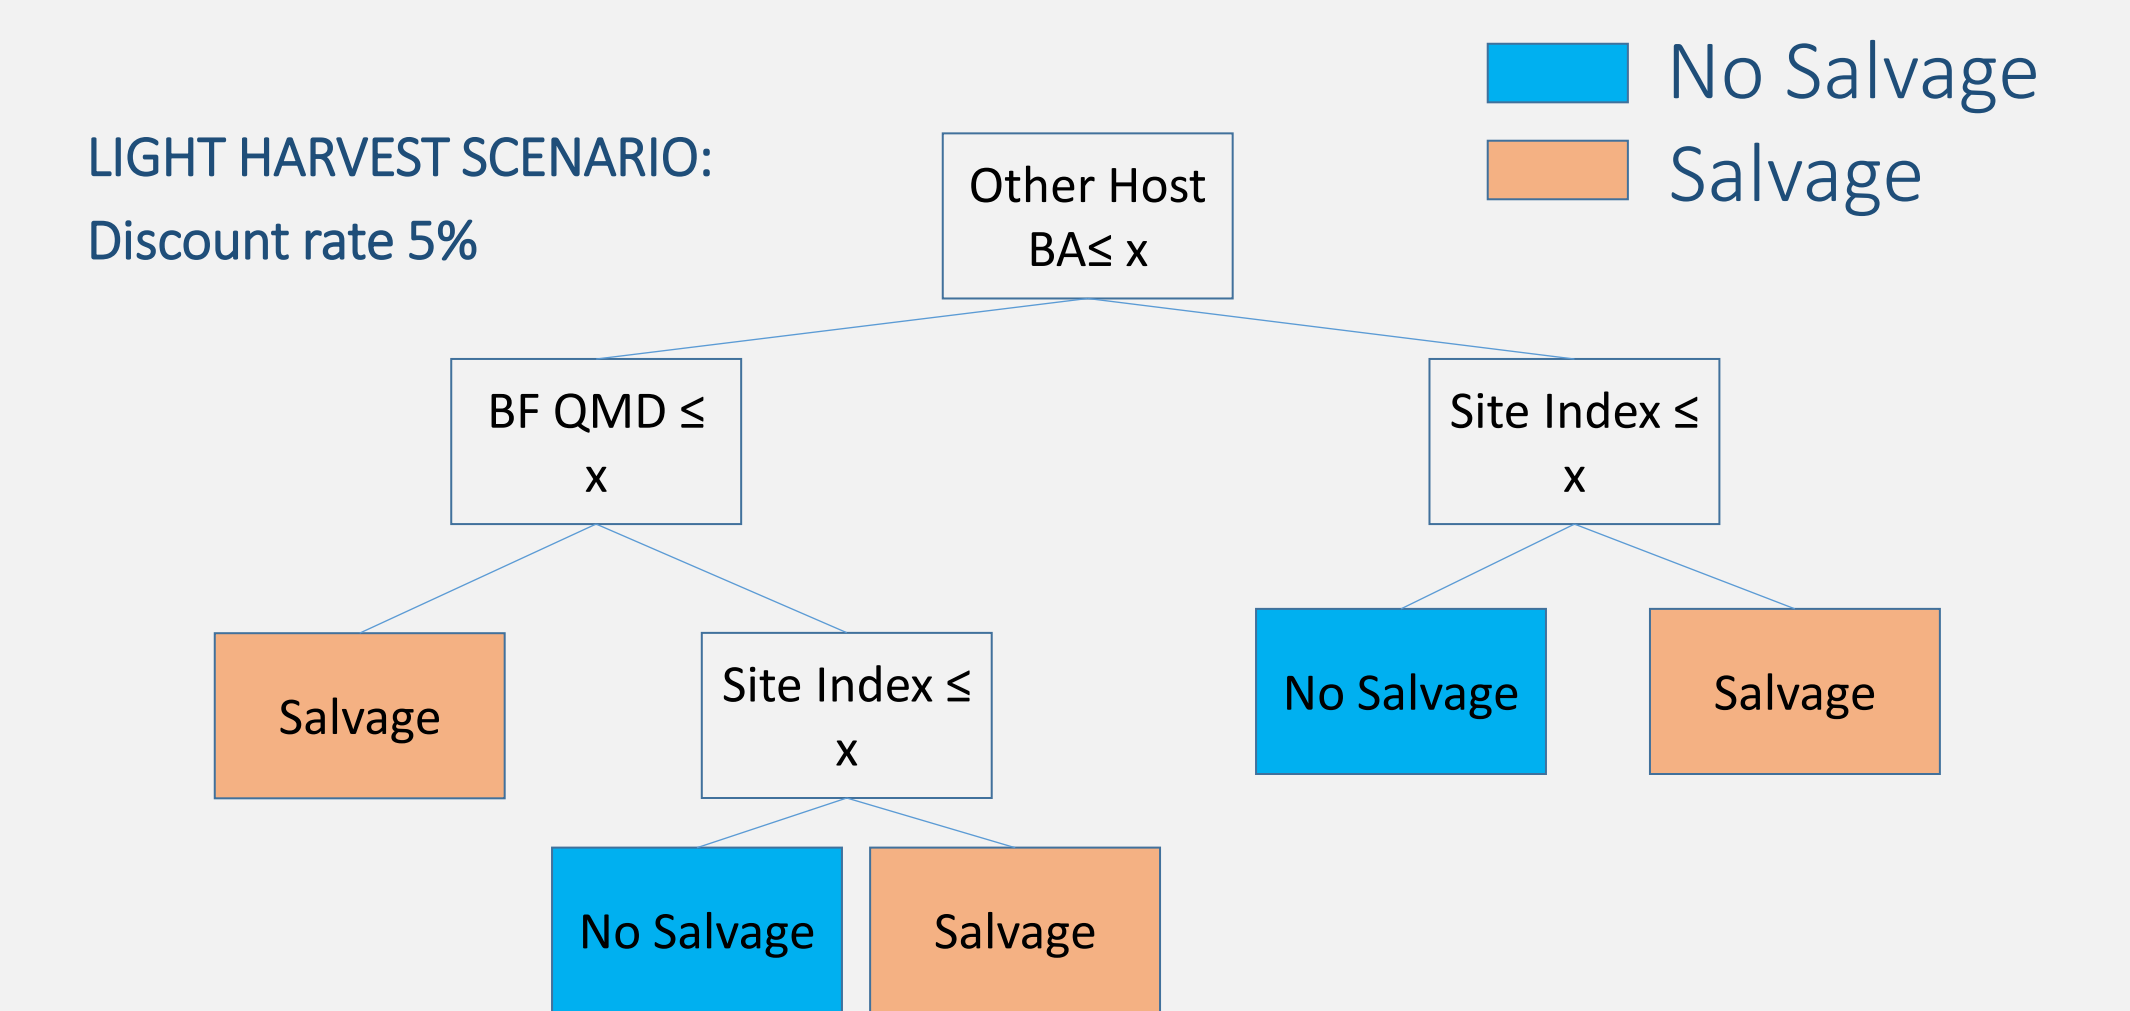 No Salvage
Salvage
LIGHT HARVEST SCENARIO:
Discount rate 5%
Other Host
BA≤ x
BF QMD ≤
x
Site Index ≤
x
Salvage
Site Index ≤
x
No Salvage
Salvage
No Salvage
Salvage